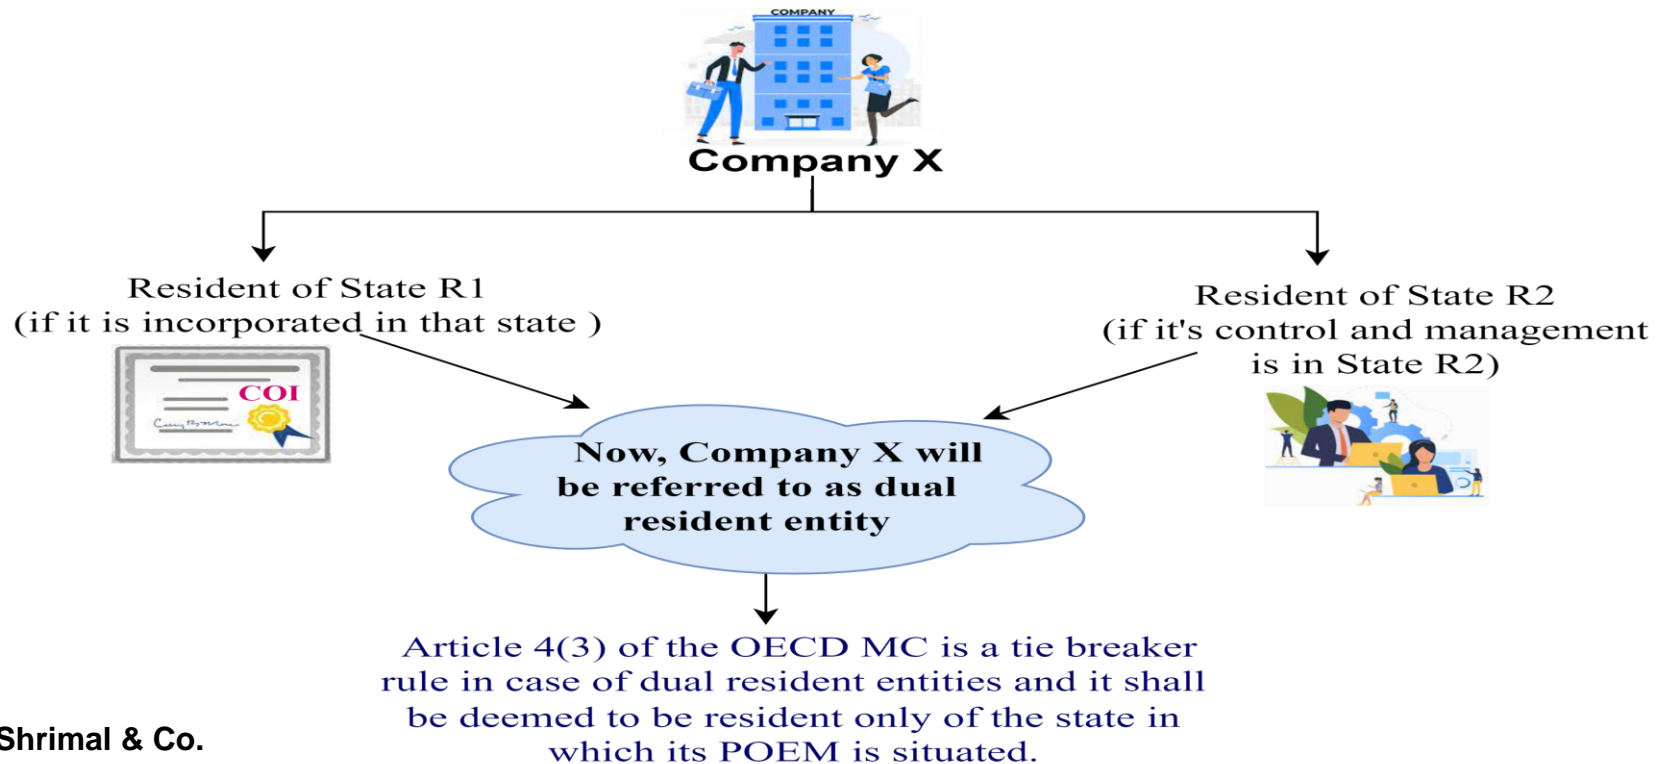 COMPANY
Company X
Resident of State R1
(if it is incorporated in that state )
Resident of State R2
(if it's control and management
is in State R2)
COI
Now, Company X will
be referred to as dual
resident entity
Article 4(3) of the OECD MC is a tie breaker
rule in case of dual resident entities and it shall
be deemed to be resident only of the state in
which its POEM is situated.
Shrimal & Co.